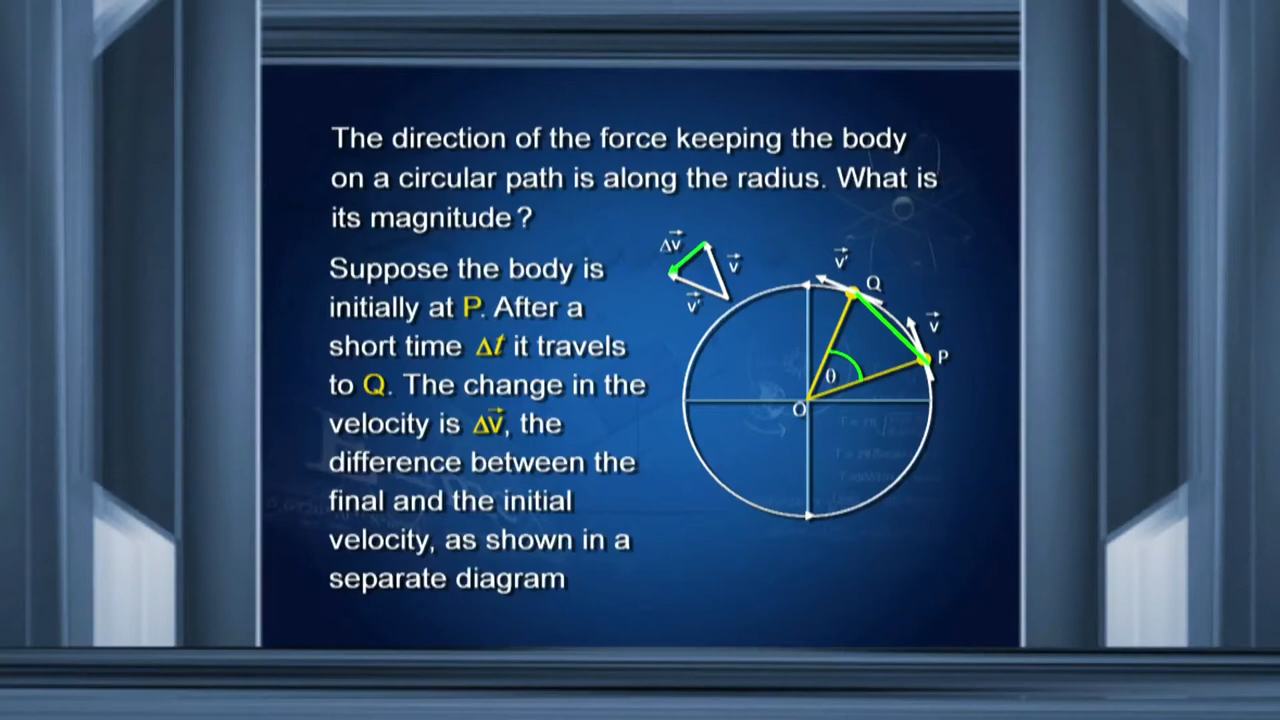 The direction of the force keeping the body
on a circular path is along the radius. What is
its magnitude?
Suppose the body is
initially at P. After a
short time Δt it travels
to Q. The change in the
velocity is Δv⃗, the
difference between the
final and the initial
velocity, as shown in a
separate diagram
Δv⃗
v⃗
v⃗'
v⃗'
Q
v⃗
P
θ
O